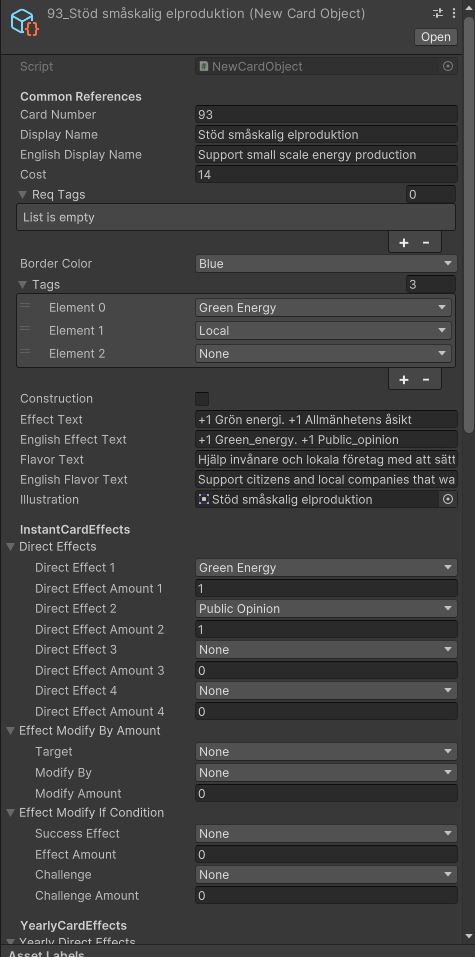 93_Stöd småskalig elproduktion (New Card Object)
Open
Script NewCardObject
Common References
Card Number 93
Display Name Stöd småskalig elproduktion
English Display Name Support small scale energy production
Cost 14
Req Tags 0
List is empty
+ -
Border Color Blue
Tags 3
Element 0 Green Energy
Element 1 Local
Element 2 None
+ -
Construction
Effect Text +1 Grön energi. +1 Allmänhetens åsikt
English Effect Text +1 Green_energy. +1 Public_opinion
Flavor Text Hjälp invånare och lokala företag med att sätt
English Flavor Text Support citizens and local companies that wa
Illustration Stöd småskalig elproduktion
InstantCardEffects
Direct Effects
Direct Effect 1 Green Energy
Direct Effect Amount 1 1
Direct Effect 2 Public Opinion
Direct Effect Amount 2 1
Direct Effect 3 None
Direct Effect Amount 3 0
Direct Effect 4 None
Direct Effect Amount 4 0
Effect Modify By Amount
Target None
Modify By None
Modify Amount 0
Effect Modify If Condition
Success Effect None
Effect Amount 0
Challenge None
Challenge Amount 0
YearlyCardEffects
Yearly Direct Effects
Asset Labels